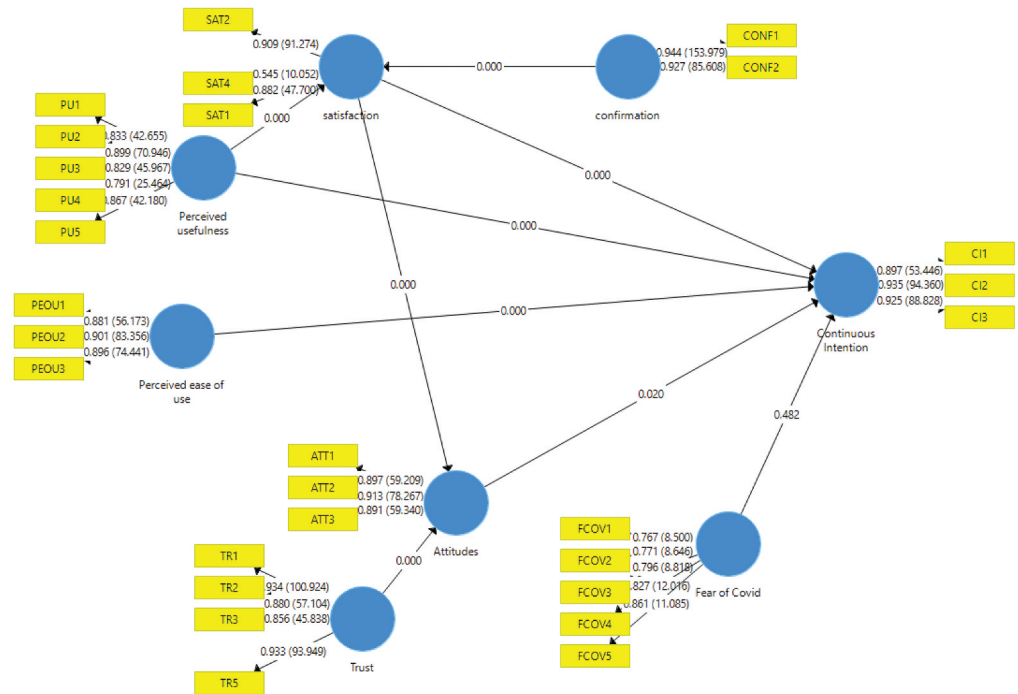 SAT2
0.909 (91.274)
SAT4
0.545 (10.052)
0.882 (47.700)
SAT1
satisfaction
0.000
CONF1
0.944 (153.979)
0.927 (85.608)
CONF2
confirmation
0.000
PU1
0.833 (42.655)
PU2
0.899 (70.946)
PU3
0.829 (45.967)
0.791 (25.464)
PU4
0.867 (42.180)
PU5
Perceived
usefulness
0.000
0.000
0.000
PEOU1
0.881 (56.173)
PEOU2
0.901 (83.356)
0.896 (74.441)
PEOU3
Perceived ease of
use
0.000
CI1
0.897 (53.446)
CI2
0.935 (94.360)
0.925 (88.828)
CI3
Continuous
Intention
0.020
0.482
ATT1
0.897 (59.209)
ATT2
0.913 (78.267)
0.891 (59.340)
ATT3
Attitudes
0.000
TR1
0.934 (100.924)
TR2
0.880 (57.104)
TR3
0.856 (45.838)
0.933 (93.949)
TR5
Trust
FCOV1
0.767 (8.500)
0.771 (8.646)
FCOV2
0.796 (8.818)
0.827 (12.016)
FCOV3
0.861 (11.085)
FCOV4
FCOV5
Fear of Covid